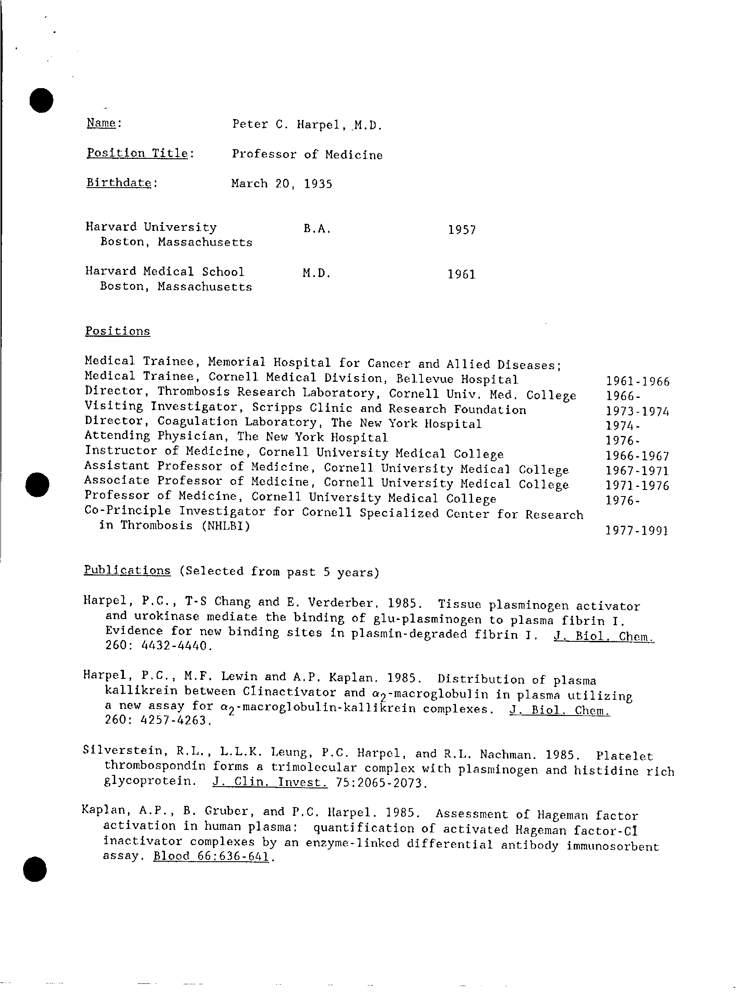 Name: Peter C. Harpel, M.D.
Position Title: Professor of Medicine
Birthdate: March 20, 1935
Harvard University B.A. 1957
Boston, Massachusetts
Harvard Medical School M.D. 1961
Boston, Massachusetts
Positions
Medical Trainee, Memorial Hospital for Cancer and Allied Diseases;
Medical Trainee, Cornell Medical Division, Bellevue Hospital 1961-1966
Director, Thrombosis Research Laboratory, Cornell Univ. Med. College 1966-
Visiting Investigator, Scripps Clinic and Research Foundation 1973-1974
Director, Coagulation Laboratory, The New York Hospital 1974-
Attending Physician, The New York Hospital 1976-
Instructor of Medicine, Cornell University Medical College 1966-1967
Assistant Professor of Medicine, Cornell University Medical College 1967-1971
Associate Professor of Medicine, Cornell University Medical College 1971-1976
Professor of Medicine, Cornell University Medical College 1976-
Co-Principle Investigator for Cornell Specialized Center for Research
in Thrombosis (NHLBI) 1977-1991
Publications (Selected from past 5 years)
Harpel, P.C., T-S Chang and E. Verderber. 1985. Tissue plasminogen activator
and urokinase mediate the binding of glu-plasminogen to plasma fibrin I.
Evidence for new binding sites in plasmin-degraded fibrin I. J. Biol. Chem.
260: 4432-4440.
Harpel, P.C., M.F. Lewin and A.P. Kaplan. 1985. Distribution of plasma
kallikrein between C1inactivator and α2-macroglobulin in plasma utilizing
a new assay for α2-macroglobulin-kallikrein complexes. J. Biol. Chem.
260: 4257-4263.
Silverstein, R.L., L.L.K. Leung, P.C. Harpel, and R.L. Nachman. 1985. Platelet
thrombospondin forms a trimolecular complex with plasminogen and histidine rich
glycoprotein. J. Clin. Invest. 75:2065-2073.
Kaplan, A.P., B. Gruber, and P.C. Harpel. 1985. Assessment of Hageman factor
activation in human plasma: quantification of activated Hageman factor-C1
inactivator complexes by an enzyme-linked differential antibody immunosorbent
assay. Blood 66:636-641.